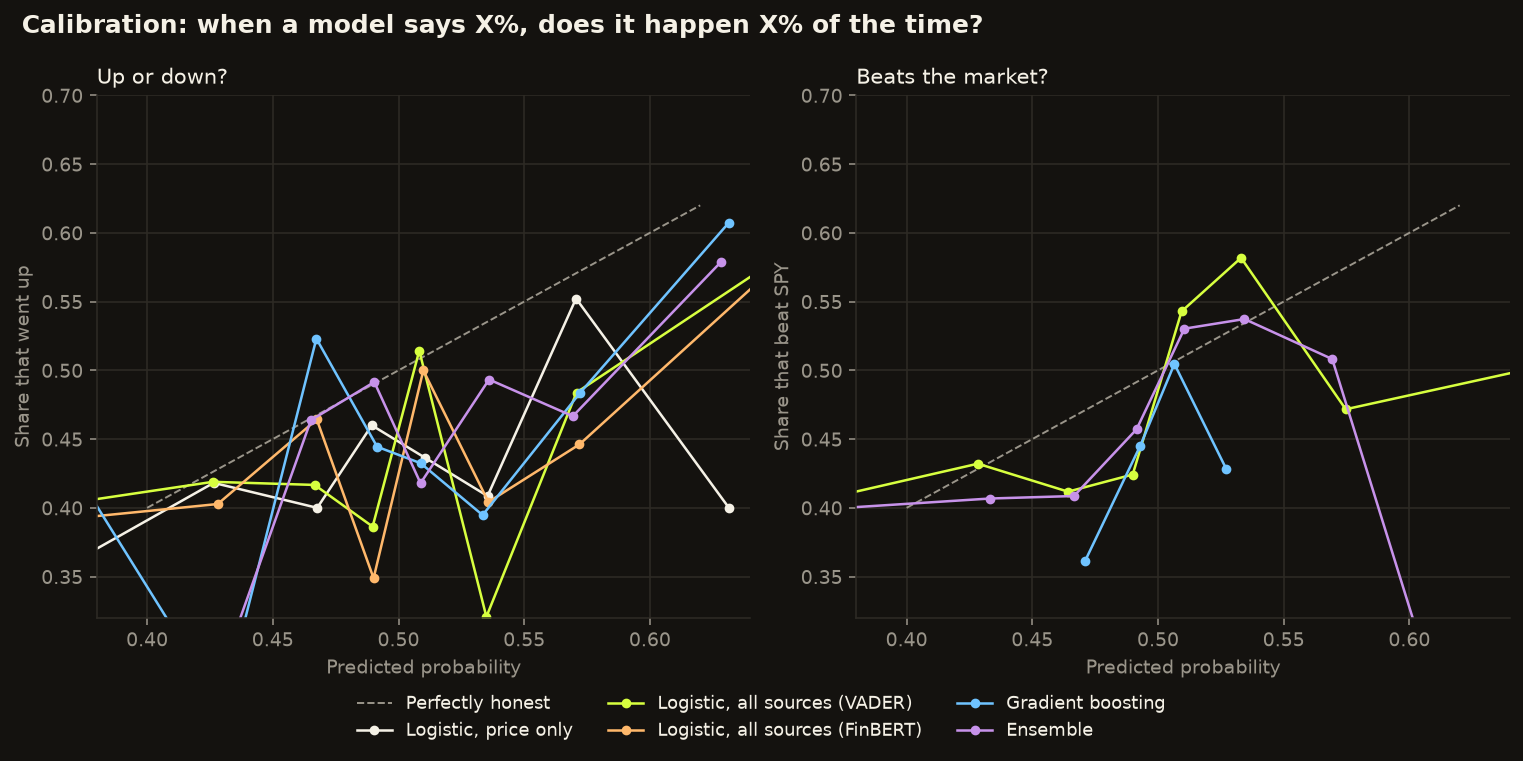 Calibration: when a model says X%, does it happen X% of the time?
Up or down?
0.70
0.65
0.60
0.55
0.50
0.45
0.40
0.35
Share that went up
0.40 0.45 0.50 0.55 0.60
Predicted probability
Beats the market?
0.70
0.65
0.60
0.55
0.50
0.45
0.40
0.35
Share that beat SPY
0.40 0.45 0.50 0.55 0.60
Predicted probability
Perfectly honest
Logistic, price only
Logistic, all sources (VADER)
Logistic, all sources (FinBERT)
Gradient boosting
Ensemble